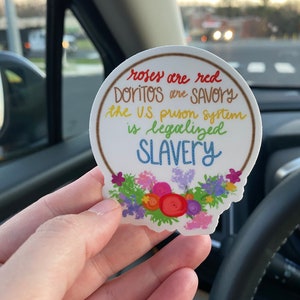 roses are red
DORITOS are SAVORY
the U.S. prison system
is legalized
SLAVERY